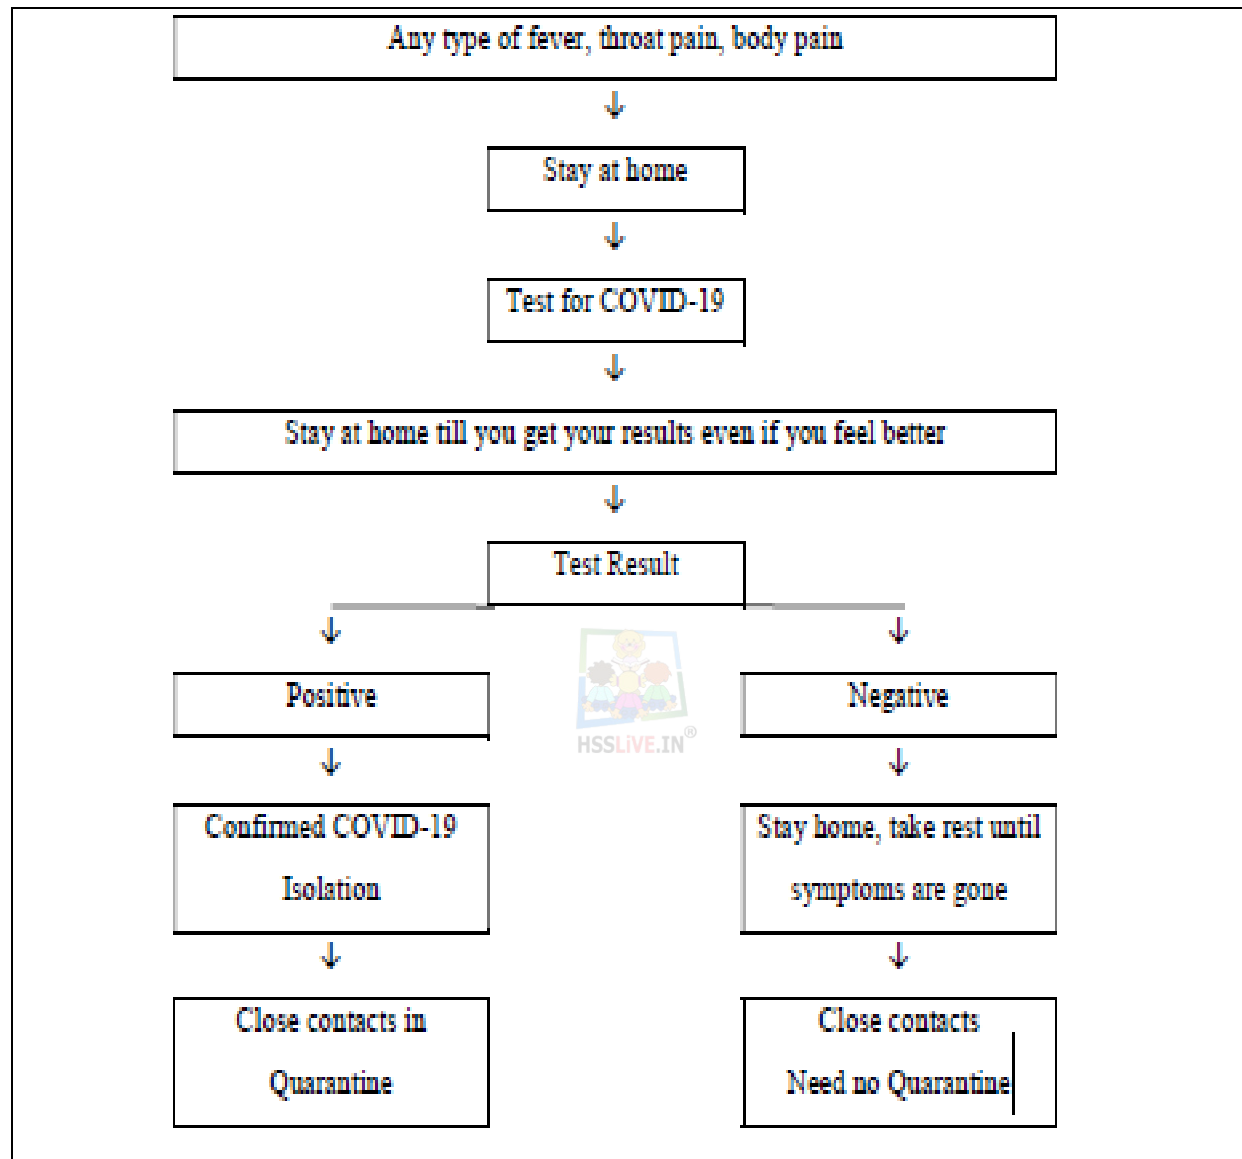 Any type of fever, throat pain, body pain
Stay at home
Test for COVID-19
Stay at home till you get your results even if you feel better
Test Result
Positive
Negative
HSSLiVE.IN®
Confirmed COVID-19
Isolation
Stay home, take rest until
symptoms are gone
Close contacts in
Quarantine
Close contacts
Need no Quarantine